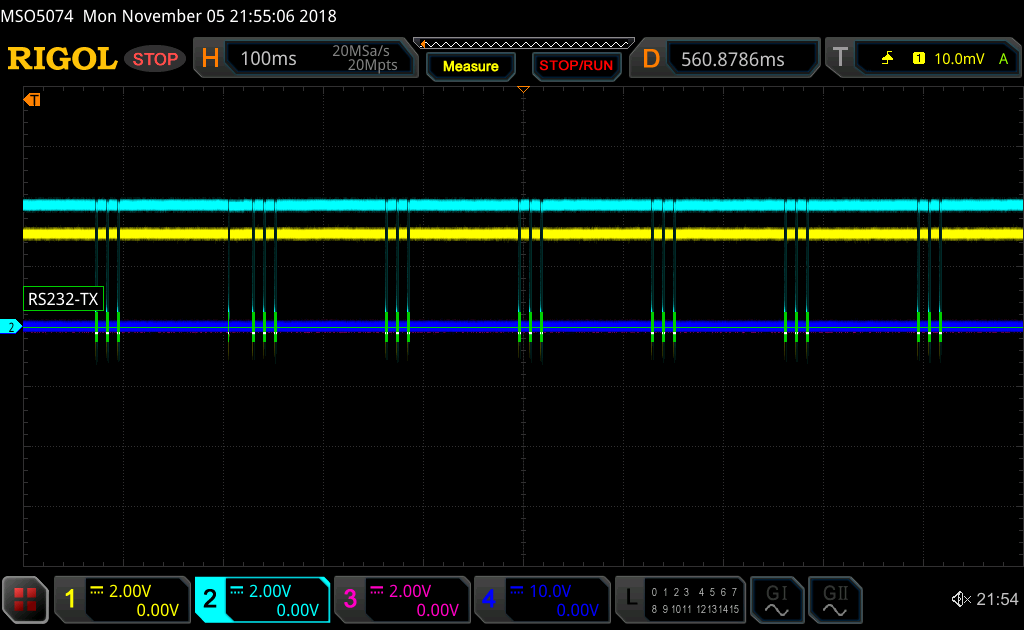 MSO5074 Mon November 05 21:55:06 2018
RIGOL STOP H 100ms 20MSa/s 20Mpts Measure STOP/RUN D 560.8786ms T 1 10.0mV A
T
RS232-TX
2
1 2.00V 0.00V 2 2.00V 0.00V 3 2.00V 0.00V 4 10.0V 0.00V L 0 1 2 3 4 5 6 7 8 9 10 11 12 13 14 15 GI GII 21:54